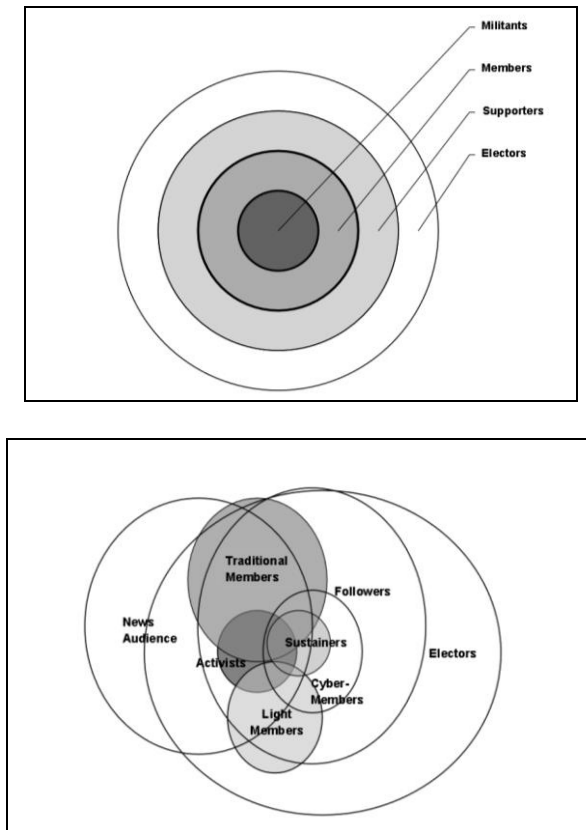 Militants
Members
Supporters
Electors
Traditional
Members
Followers
News
Audience
Sustainers
Electors
Activists
Cyber-
Members
Light
Members